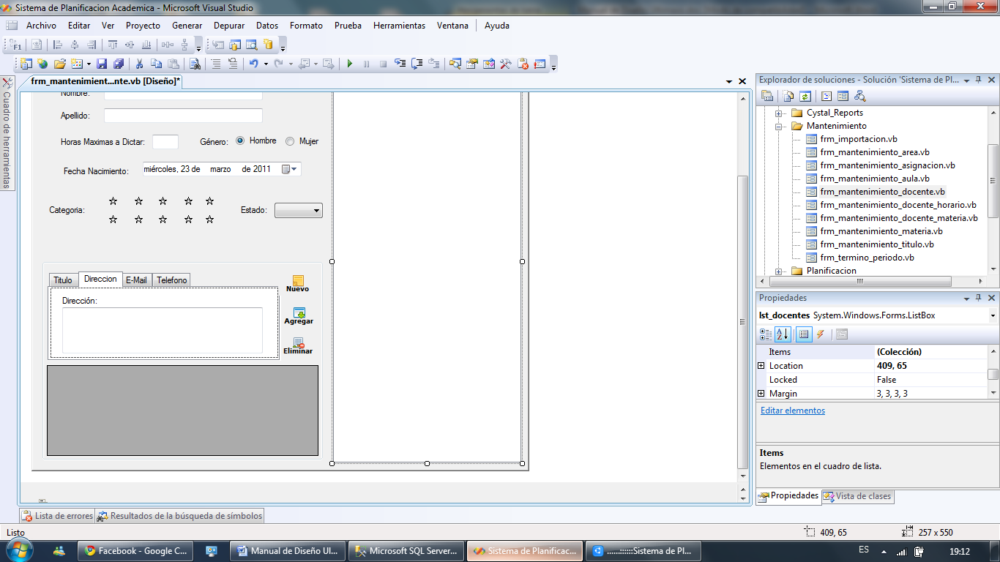 Sistema de Planificacion Academica - Microsoft Visual Studio
Archivo Editar Ver Proyecto Generar Depurar Datos Formato Prueba Herramientas Ventana Ayuda
frm_mantenimient...nte.vb [Diseño]*
Cuadro de herramientas
Nombre:
Apellido:
Horas Maximas a Dictar: Género: Hombre Mujer
Fecha Nacimiento: miércoles, 23 de marzo de 2011
Categoria: Estado:
Titulo Direccion E-Mail Telefono
Dirección:
Nuevo
Agregar
Eliminar
Explorador de soluciones - Solución 'Sistema de Pl...
Cystal_Reports
Mantenimiento
frm_importacion.vb
frm_mantenimiento_area.vb
frm_mantenimiento_asignacion.vb
frm_mantenimiento_aula.vb
frm_mantenimiento_docente.vb
frm_mantenimiento_docente_horario.vb
frm_mantenimiento_docente_materia.vb
frm_mantenimiento_materia.vb
frm_mantenimiento_titulo.vb
frm_termino_periodo.vb
Planificacion
Propiedades
lst_docentes System.Windows.Forms.ListBox
Items (Colección)
Location 409, 65
Locked False
Margin 3, 3, 3, 3
Editar elementos
Items
Elementos en el cuadro de lista.
Propiedades Vista de clases
Lista de errores Resultados de la búsqueda de símbolos
Listo 409, 65 257 x 550
Facebook - Google C... Manual de Diseño UI... Microsoft SQL Server... Sistema de Planificac... ......::::::Sistema de Pl... ES 19:12